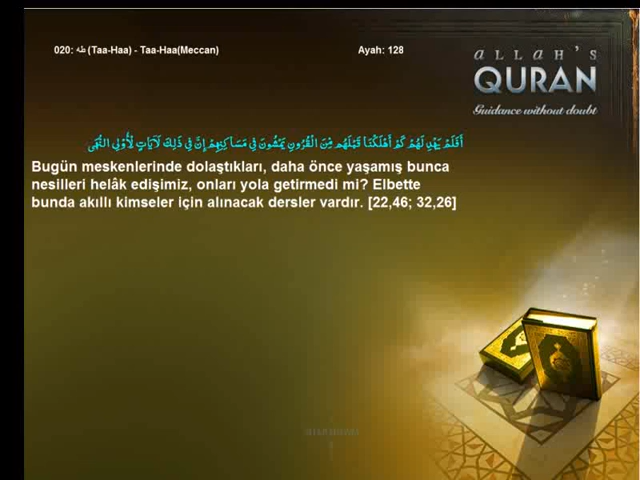 020: طه (Taa-Haa) - Taa-Haa(Meccan)
Ayah: 128
ALLAH'S
QURAN
Guidance without doubt
أَفَلَمْ يَهْدِ لَهُمْ كَمْ أَهْلَكْنَا قَبْلَهُم مِّنَ الْقُرُونِ يَمْشُونَ فِي مَسَاكِنِهِمْ إِنَّ فِي ذَلِكَ لَآيَاتٍ لِّأُوْلِي النُّهَى
Bugün meskenlerinde dolaştıkları, daha önce yaşamış bunca
nesilleri helâk edişimiz, onları yola getirmedi mi? Elbette
bunda akıllı kimseler için alınacak dersler vardır. [22,46; 32,26]